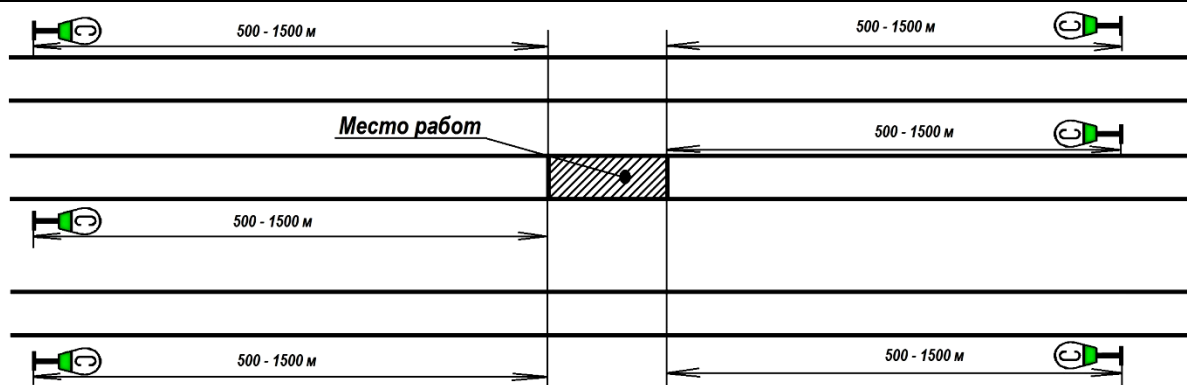 С 500 - 1500 м 500 - 1500 м С
Место работ 500 - 1500 м С
С 500 - 1500 м
С 500 - 1500 м 500 - 1500 м С